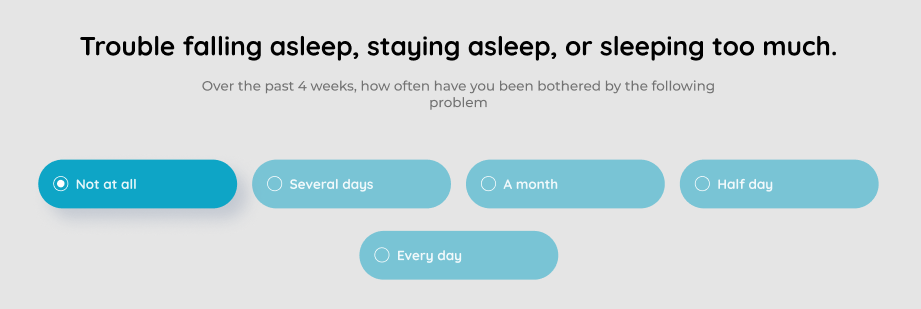 Trouble falling asleep, staying asleep, or sleeping too much.
Over the past 4 weeks, how often have you been bothered by the following
problem
Not at all
Several days
A month
Half day
Every day